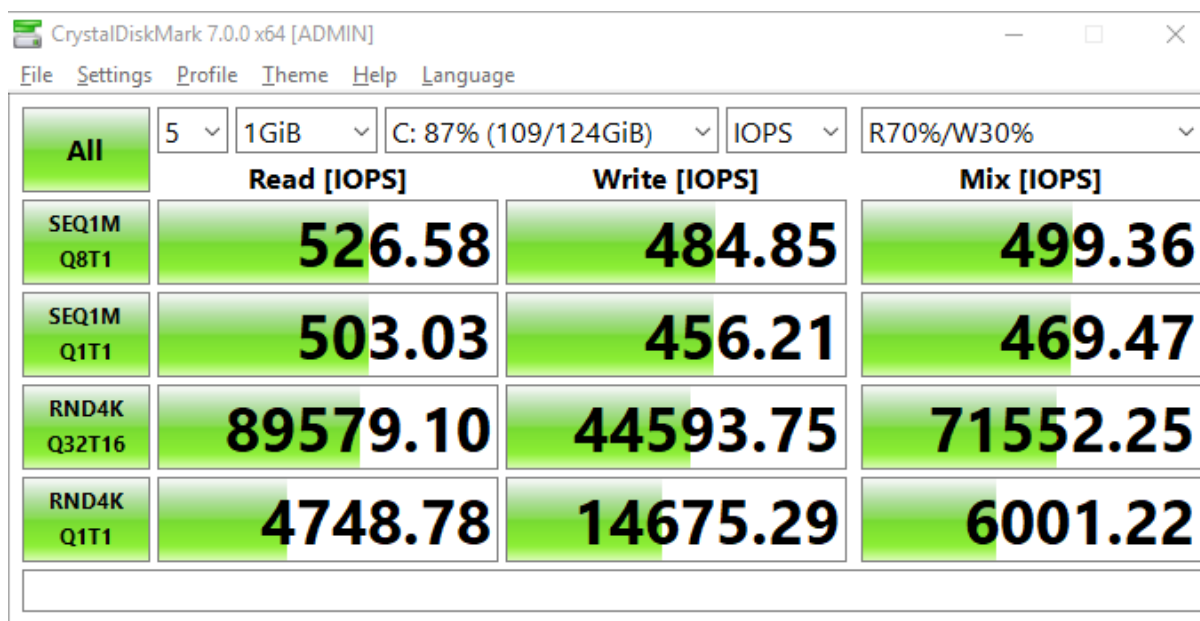 CrystalDiskMark 7.0.0 x64 [ADMIN]
File Settings Profile Theme Help Language
All 5 1GiB C: 87% (109/124GiB) IOPS R70%/W30%
Read [IOPS] Write [IOPS] Mix [IOPS]
SEQ1M
Q8T1
526.58 484.85 499.36
SEQ1M
Q1T1
503.03 456.21 469.47
RND4K
Q32T16
89579.10 44593.75 71552.25
RND4K
Q1T1
4748.78 14675.29 6001.22